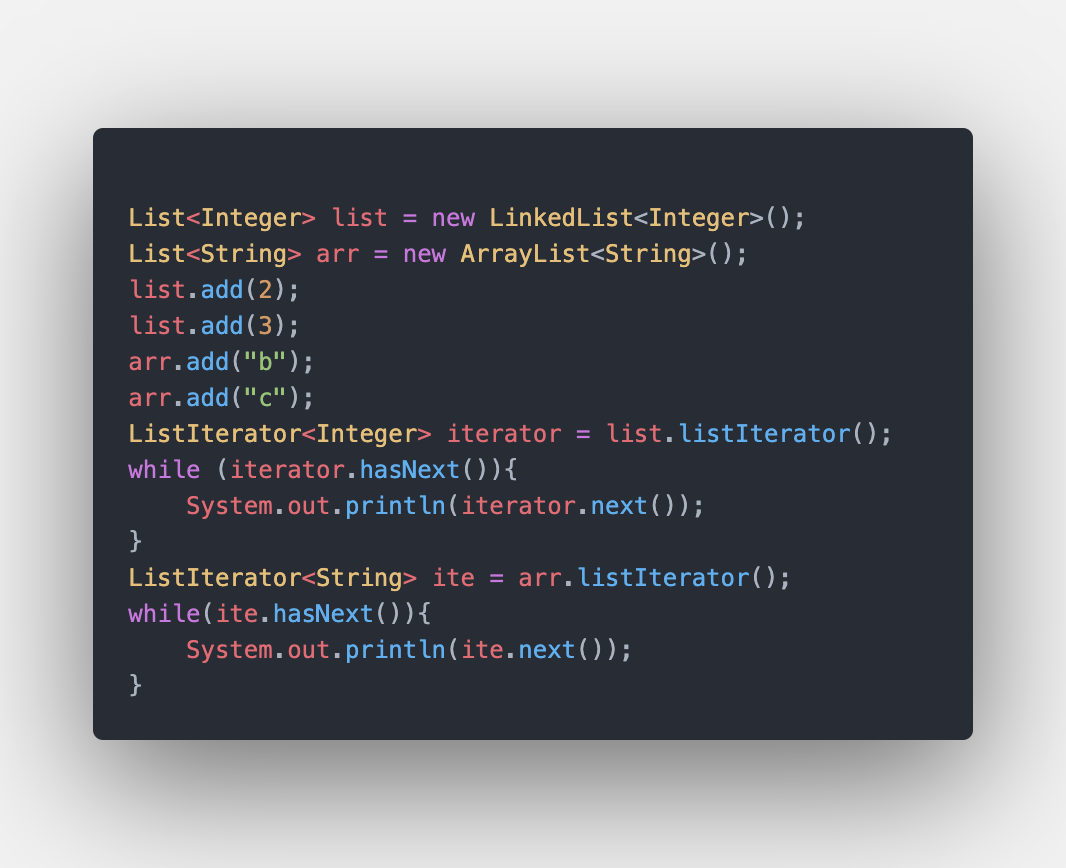 List<Integer> list = new LinkedList<Integer>();
List<String> arr = new ArrayList<String>();
list.add(2);
list.add(3);
arr.add("b");
arr.add("c");
ListIterator<Integer> iterator = list.listIterator();
while (iterator.hasNext()){
    System.out.println(iterator.next());
}
ListIterator<String> ite = arr.listIterator();
while(ite.hasNext()){
    System.out.println(ite.next());
}